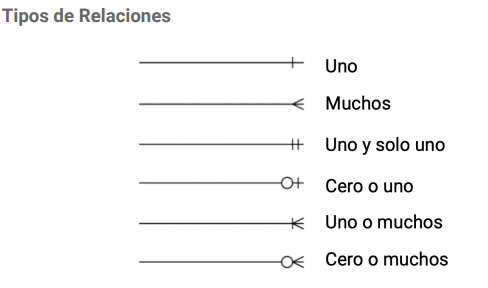 Tipos de Relaciones
Uno
Muchos
Uno y solo uno
Cero o uno
Uno o muchos
Cero o muchos